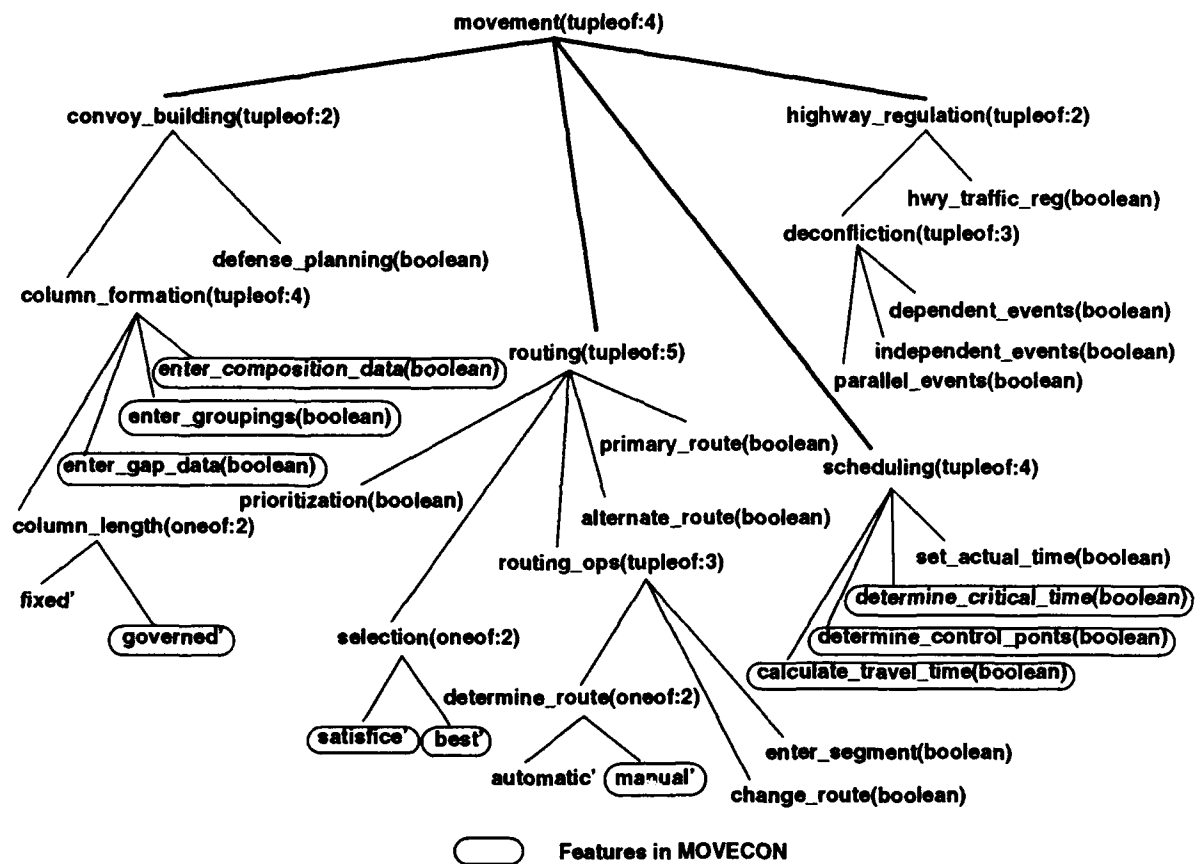 movement(tupleof:4)
convoy_building(tupleof:2)
highway_regulation(tupleof:2)
hwy_traffic_reg(boolean)
deconfliction(tupleof:3)
defense_planning(boolean)
column_formation(tupleof:4)
dependent_events(boolean)
independent_events(boolean)
parallel_events(boolean)
routing(tupleof:5)
enter_composition_data(boolean)
enter_groupings(boolean)
primary_route(boolean)
enter_gap_data(boolean)
scheduling(tupleof:4)
prioritization(boolean)
alternate_route(boolean)
column_length(oneof:2)
set_actual_time(boolean)
routing_ops(tupleof:3)
fixed'
determine_critical_time(boolean)
governed'
selection(oneof:2)
determine_control_ponts(boolean)
calculate_travel_time(boolean)
determine_route(oneof:2)
satisfice'
best'
enter_segment(boolean)
automatic'
manual'
change_route(boolean)
Features in MOVECON